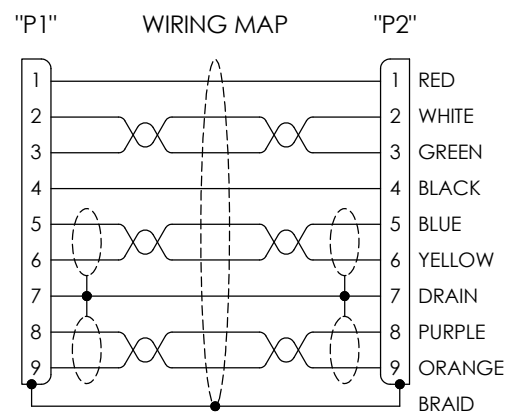 "P1" WIRING MAP "P2"
1 1 RED
2 2 WHITE
3 3 GREEN
4 4 BLACK
5 5 BLUE
6 6 YELLOW
7 7 DRAIN
8 8 PURPLE
9 9 ORANGE
BRAID